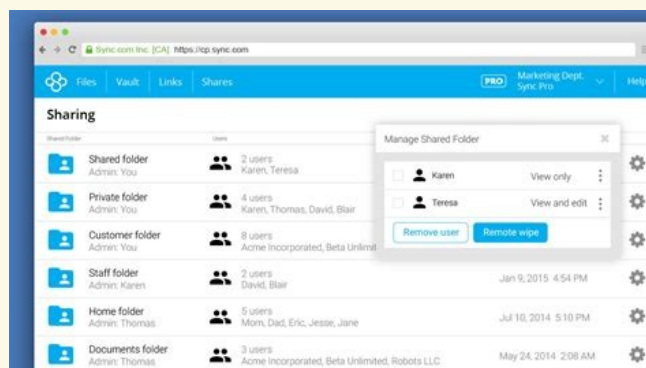 Sync.com Inc. [CA] https://cp.sync.com
Files Vault Links Shares PRO Marketing Dept. Help
Sync Pro
Sharing
Shared Folder Users
Manage Shared Folder
Shared folder 2 users
Admin: You Karen, Teresa
Karen View only
Private folder 4 users
Admin: You Karen, Thomas, David, Blair
Teresa View and edit
Customer folder 8 users
Admin: You Acme Incorporated, Beta Unlimit
Remove user Remote wipe
Staff folder 2 users
Admin: Karen David, Blair Jan 9, 2015 4:54 PM
Home folder 5 users
Admin: Thomas Mom, Dad, Eric, Jesse, Jane Jul 10, 2014 5:10 PM
Documents folder 3 users
Admin: Thomas Acme Incorporated, Beta Unlimited, Robots LLC May 24, 2014 2:08 AM